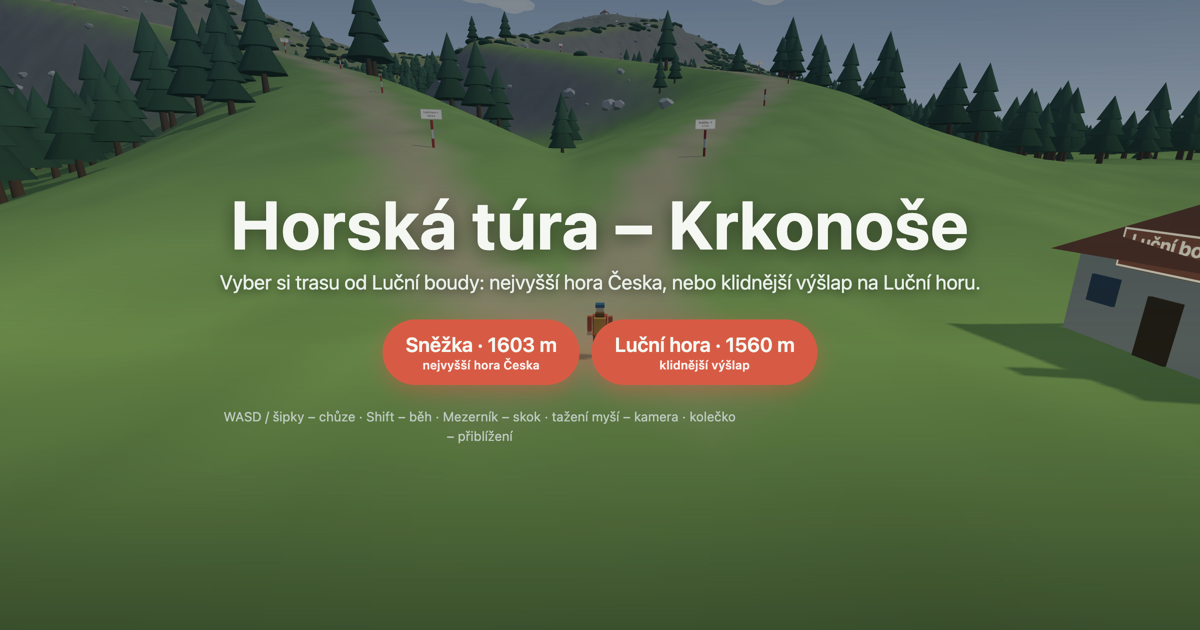 Horská túra – Krkonoše
Vyber si trasu od Luční boudy: nejvyšší hora Česka, nebo klidnější výšlap na Luční horu.
Sněžka · 1603 m
nejvyšší hora Česka
Luční hora · 1560 m
klidnější výšlap
WASD / šipky – chůze · Shift – běh · Mezerník – skok · tažení myší – kamera · kolečko
– přiblížení
Luční